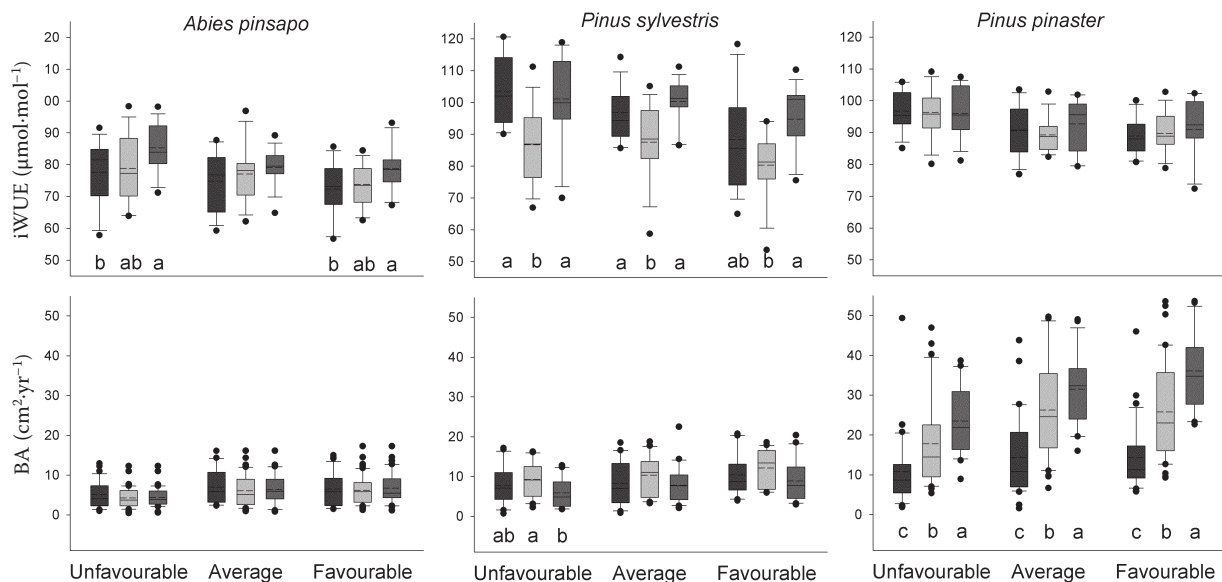 Abies pinsapo
Pinus sylvestris
Pinus pinaster
iWUE (μmol·mol⁻¹)
20
00
90
80
70
60
50
b ab a
b ab a
120
110
100
90
80
70
60
50
a b a
a b a
ab b a
120
110
100
90
80
70
60
50
BA (cm²·yr⁻¹)
50
40
30
20
10
0
50
40
30
20
10
0
ab a b
50
40
30
20
10
0
c b a
c b a
c b a
Unfavourable Average Favourable
Unfavourable Average Favourable
Unfavourable Average Favourable